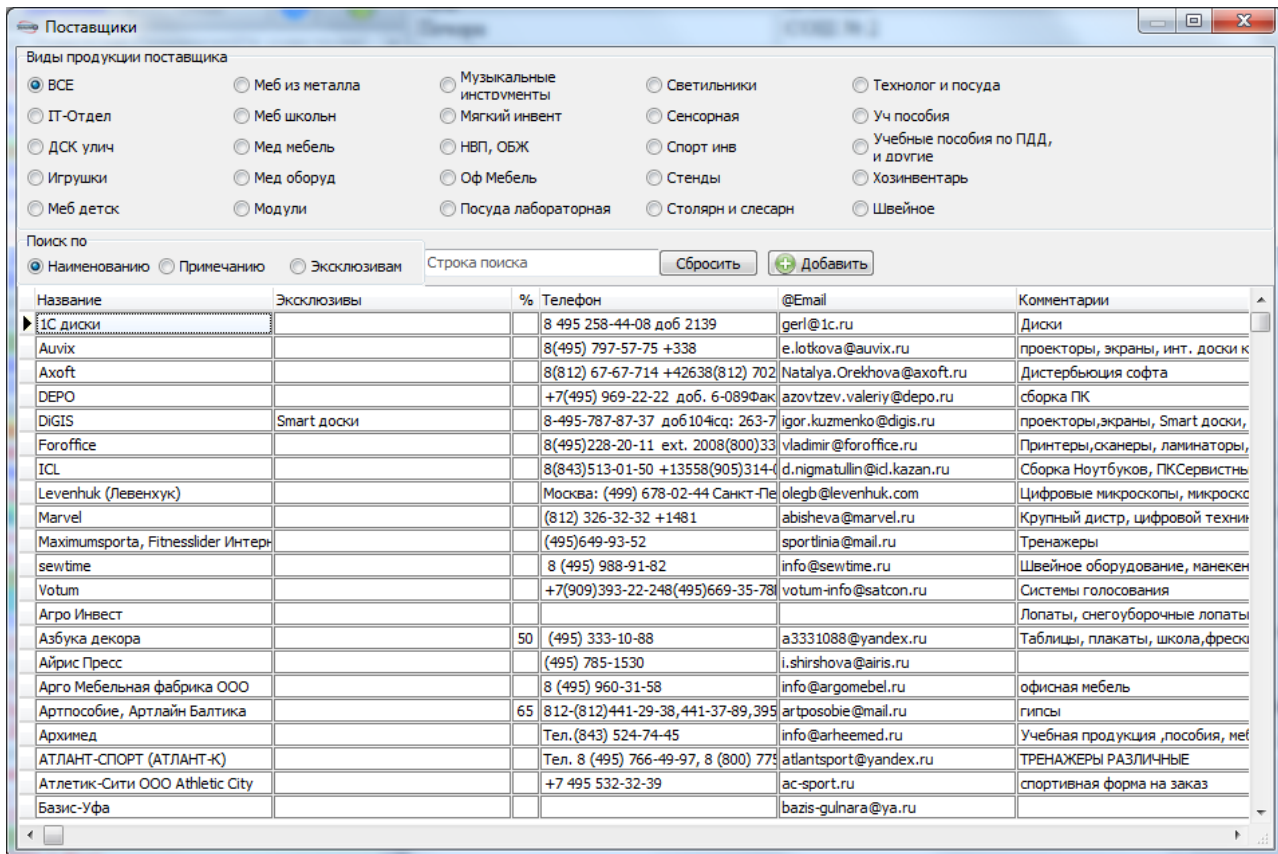 Поставщики
Виды продукции поставщика
ВСЕ Меб из металла Музыкальные инструменты Светильники Технолог и посуда
IT-Отдел Меб школьн Мягкий инвент Сенсорная Уч пособия
ДСК улич Мед мебель НВП, ОБЖ Спорт инв Учебные пособия по ПДД, и другие
Игрушки Мед оборуд Оф Мебель Стенды Хозинвентарь
Меб детск Модули Посуда лабораторная Столярн и слесарн Швейное
Поиск по
Наименованию Примечанию Эксклюзивам Строка поиска Сбросить Добавить
Название Эксклюзивы % Телефон @Email Комментарии
1С диски 8 495 258-44-08 доб 2139 gerl@1c.ru Диски
Auvix 8(495) 797-57-75 +338 e.lotkova@auvix.ru проекторы, экраны, инт. доски к
Axoft 8(812) 67-67-714 +42638(812) 702 Natalya.Orekhova@axoft.ru Дистербьюция софта
DEPO +7(495) 969-22-22 доб. 6-089Фак azovtzev.valeriy@depo.ru сборка ПК
DiGIS Smart доски 8-495-787-87-37 доб104icq: 263-7 igor.kuzmenko@digis.ru проекторы,экраны, Smart доски,
Foroffice 8(495)228-20-11 ext. 2008(800)33 vladimir@foroffice.ru Принтеры,сканеры, ламинаторы,
ICL 8(843)513-01-50 +13558(905)314-0 d.nigmatullin@icl.kazan.ru Сборка Ноутбуков, ПКСервистны
Levenhuk (Левенхук) Москва: (499) 678-02-44 Санкт-Пе olegb@levenhuk.com Цифровые микроскопы, микроско
Marvel (812) 326-32-32 +1481 abisheva@marvel.ru Крупный дистр, цифровой техник
Maximumsporta, Fitnesslider Интерн (495)649-93-52 sportlinia@mail.ru Тренажеры
sewtime 8 (495) 988-91-82 info@sewtime.ru Швейное оборудование, манекен
Votum +7(909)393-22-248(495)669-35-78 votum-info@satcon.ru Системы голосования
Агро Инвест Лопаты, снегоуборочные лопаты
Азбука декора 50 (495) 333-10-88 a3331088@yandex.ru Таблицы, плакаты, школа,фрески
Айрис Пресс (495) 785-1530 i.shirshova@airis.ru
Арго Мебельная фабрика ООО 8 (495) 960-31-58 info@argomebel.ru офисная мебель
Артпособие, Артлайн Балтика 65 812-(812)441-29-38,441-37-89,395 artposobie@mail.ru гипсы
Архимед Тел.(843) 524-74-45 info@arheemed.ru Учебная продукция ,пособия, меб
АТЛАНТ-СПОРТ (АТЛАНТ-К) Тел. 8 (495) 766-49-97, 8 (800) 775 atlantsport@yandex.ru ТРЕНАЖЕРЫ РАЗЛИЧНЫЕ
Атлетик-Сити ООО Athletic City +7 495 532-32-39 ac-sport.ru спортивная форма на заказ
Базис-Уфа bazis-gulnara@ya.ru